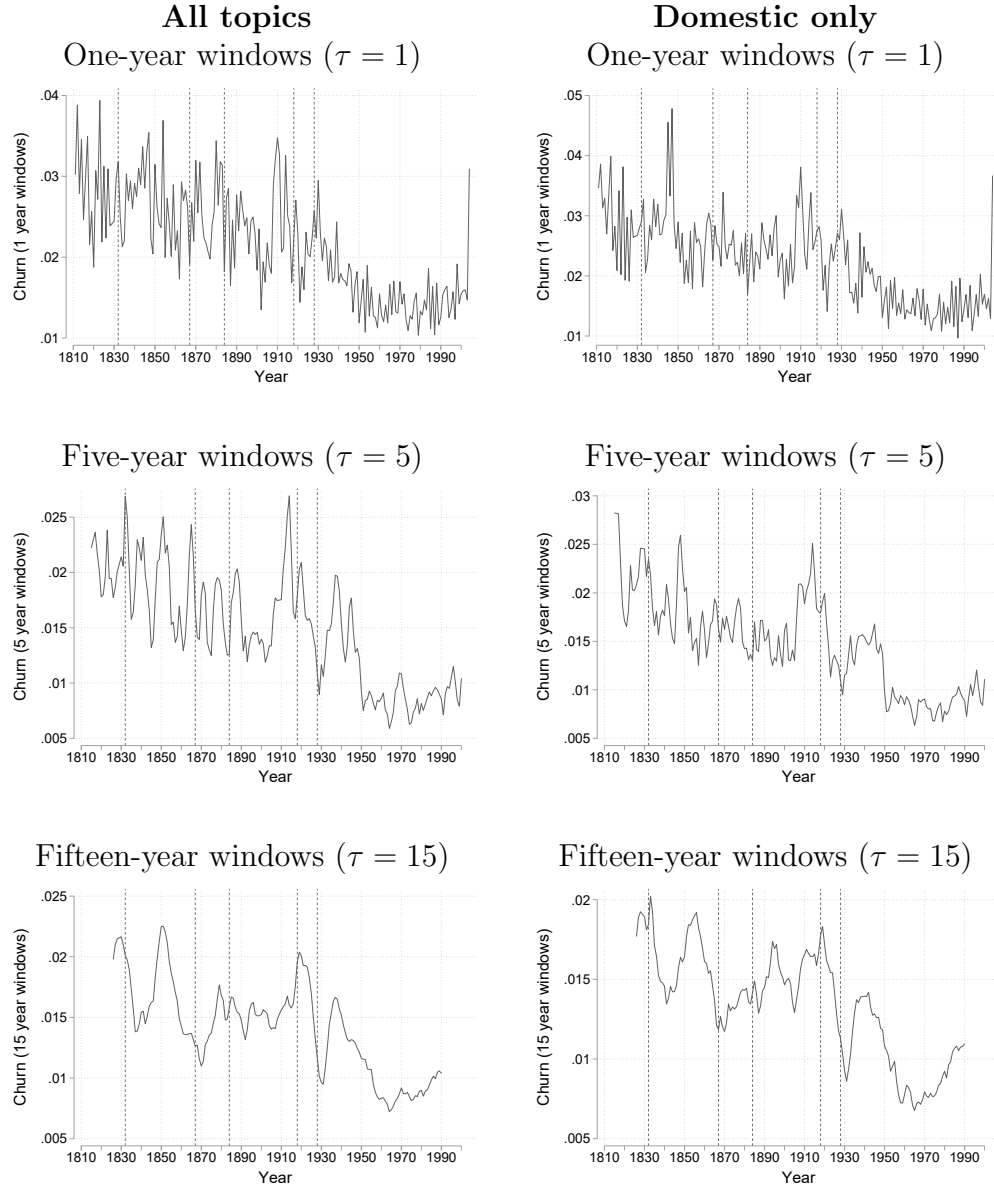 All topics
One-year windows (τ = 1)
Churn (1 year windows)
.04
.03
.02
.01
1810 1830 1850 1870 1890 1910 1930 1950 1970 1990
Year
Domestic only
One-year windows (τ = 1)
Churn (1 year windows)
.05
.04
.03
.02
.01
1810 1830 1850 1870 1890 1910 1930 1950 1970 1990
Year
Five-year windows (τ = 5)
Churn (5 year windows)
.025
.02
.015
.01
.005
1810 1830 1850 1870 1890 1910 1930 1950 1970 1990
Year
Five-year windows (τ = 5)
Churn (5 year windows)
.03
.025
.02
.015
.01
.005
1810 1830 1850 1870 1890 1910 1930 1950 1970 1990
Year
Fifteen-year windows (τ = 15)
Churn (15 year windows)
.025
.02
.015
.01
.005
1810 1830 1850 1870 1890 1910 1930 1950 1970 1990
Year
Fifteen-year windows (τ = 15)
Churn (15 year windows)
.02
.015
.01
.005
1810 1830 1850 1870 1890 1910 1930 1950 1970 1990
Year